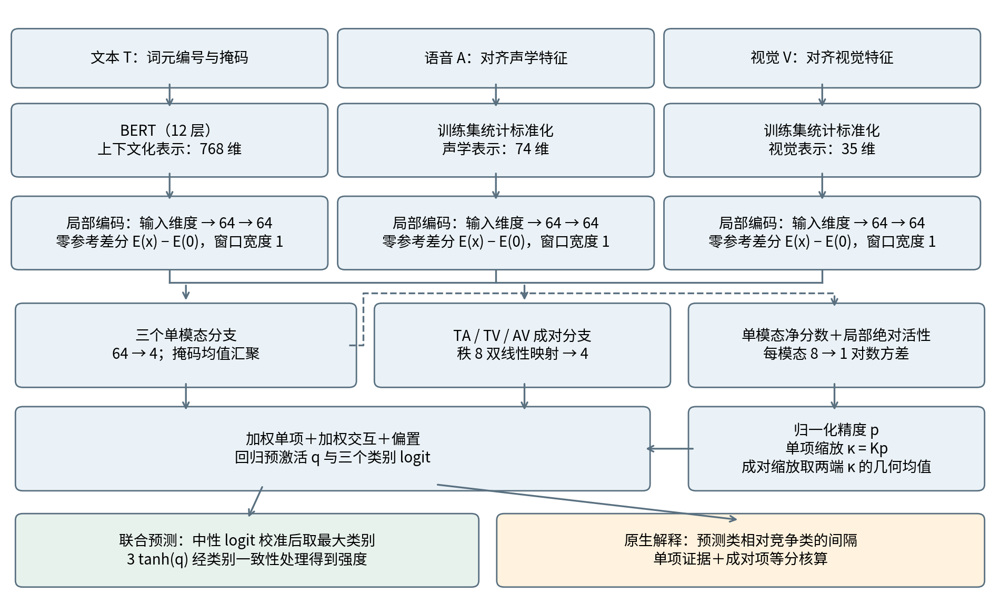 文本 T：词元编号与掩码
语音 A：对齐声学特征
视觉 V：对齐视觉特征
BERT（12 层）
上下文化表示：768 维
训练集统计标准化
声学表示：74 维
训练集统计标准化
视觉表示：35 维
局部编码：输入维度 → 64 → 64
零参考差分 E(x) − E(0)，窗口宽度 1
局部编码：输入维度 → 64 → 64
零参考差分 E(x) − E(0)，窗口宽度 1
局部编码：输入维度 → 64 → 64
零参考差分 E(x) − E(0)，窗口宽度 1
三个单模态分支
64 → 4；掩码均值汇聚
TA / TV / AV 成对分支
秩 8 双线性映射 → 4
单模态净分数＋局部绝对活性
每模态 8 → 1 对数方差
加权单项＋加权交互＋偏置
回归预激活 q 与三个类别 logit
归一化精度 p
单项缩放 κ = Kp
成对缩放取两端 κ 的几何均值
联合预测：中性 logit 校准后取最大类别
3 tanh(q) 经类别一致性处理得到强度
原生解释：预测类相对竞争类的间隔
单项证据＋成对项等分核算